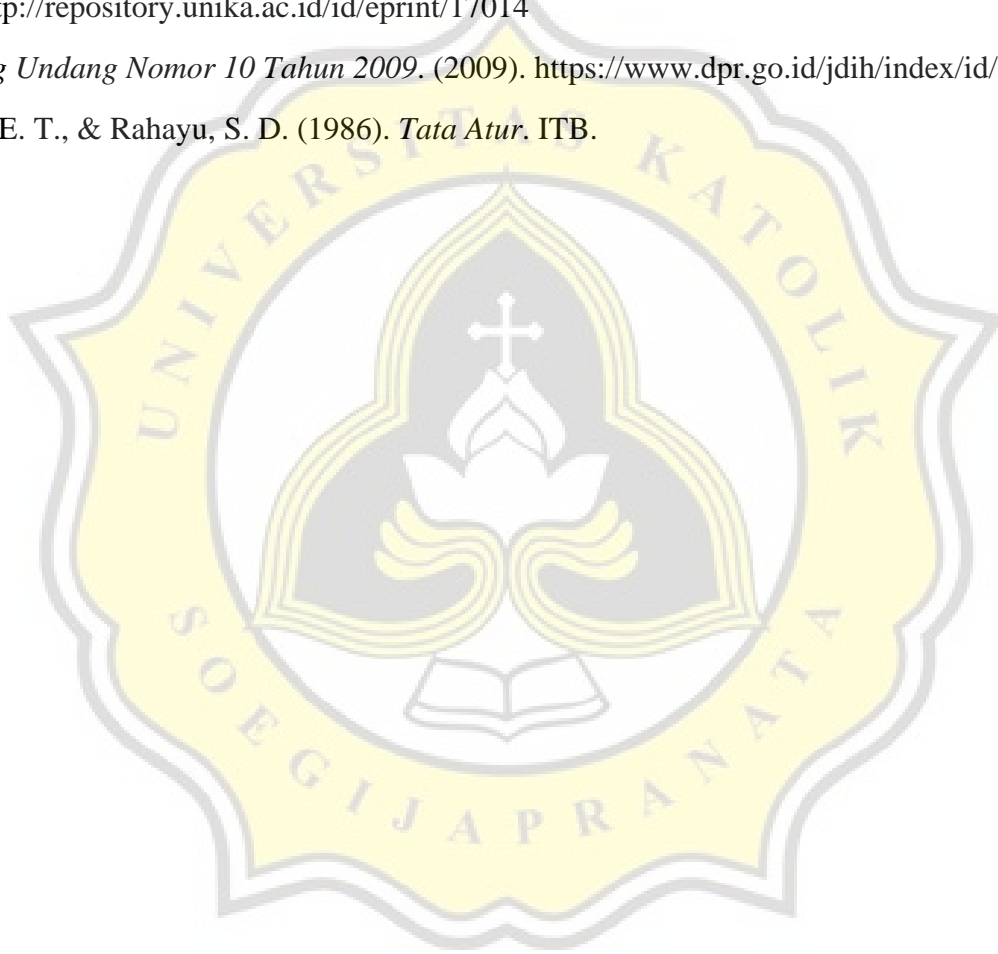 tp://repository.unika.ac.id/id/eprint/17014
g Undang Nomor 10 Tahun 2009. (2009). https://www.dpr.go.id/jdih/index/id/
E. T., & Rahayu, S. D. (1986). Tata Atur. ITB.
UNIVERSITAS KATOLIK
SOEGIJAPRANATA